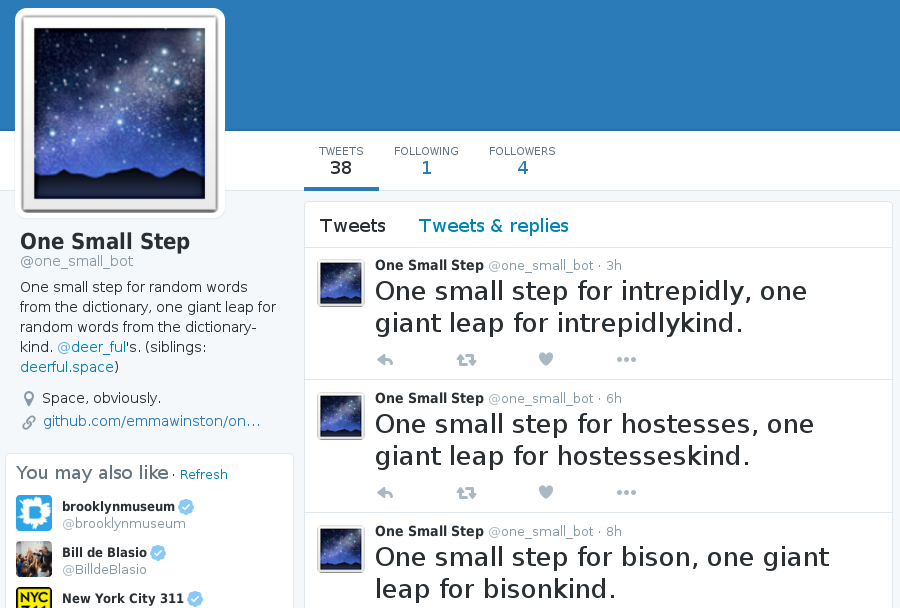 TWEETS
38
FOLLOWING
1
FOLLOWERS
4
One Small Step
@one_small_bot
One small step for random words
from the dictionary, one giant leap for
random words from the dictionary-
kind. @deer_ful's. (siblings:
deerful.space)
Space, obviously.
github.com/emmawinston/on...
You may also like · Refresh
brooklynmuseum
@brooklynmuseum
Bill de Blasio
@BilldeBlasio
NYC
New York City 311
Tweets Tweets & replies
One Small Step @one_small_bot · 3h
One small step for intrepidly, one
giant leap for intrepidlykind.
One Small Step @one_small_bot · 6h
One small step for hostesses, one
giant leap for hostesseskind.
One Small Step @one_small_bot · 8h
One small step for bison, one giant
leap for bisonkind.